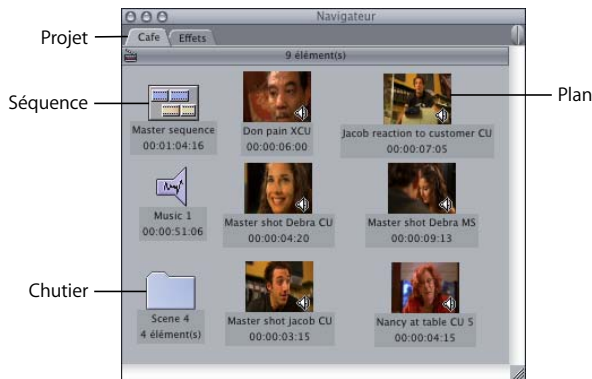 Navigateur
Projet
Cafe
Effets
9 élément(s)
Séquence
Plan
Master sequence
00:01:04:16
Don pain XCU
00:00:06:00
Jacob reaction to customer CU
00:00:07:05
Music 1
00:00:51:06
Master shot Debra CU
00:00:04:20
Master shot Debra MS
00:00:09:13
Chutier
Scene 4
4 élément(s)
Master shot jacob CU
00:00:03:15
Nancy at table CU 5
00:00:04:15